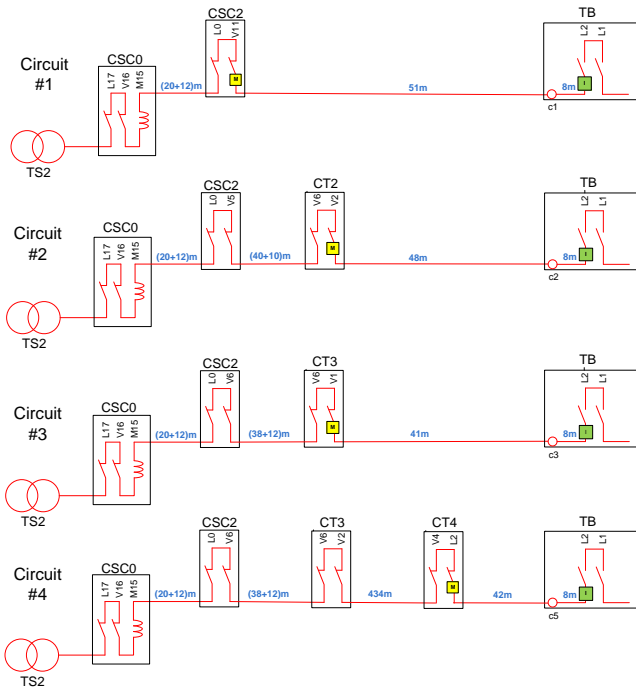 CSC2
TB
L0
V11
L2
L1
Circuit
#1
CSC0
L17
V16
M15
(20+12)m
M
51m
8m
I
c1
TS2
CSC2
CT2
TB
L0
V5
V6
V2
L2
L1
Circuit
#2
CSC0
L17
V16
M15
(20+12)m
(40+10)m
M
48m
8m
I
c2
TS2
CSC2
CT3
TB
L0
V6
V6
V1
L2
L1
Circuit
#3
CSC0
L17
V16
M15
(20+12)m
(38+12)m
M
41m
8m
I
c3
TS2
CSC2
CT3
CT4
TB
L0
V6
V6
V2
V4
L2
L2
L1
Circuit
#4
CSC0
L17
V16
M15
(20+12)m
(38+12)m
434m
M
42m
8m
I
c5
TS2